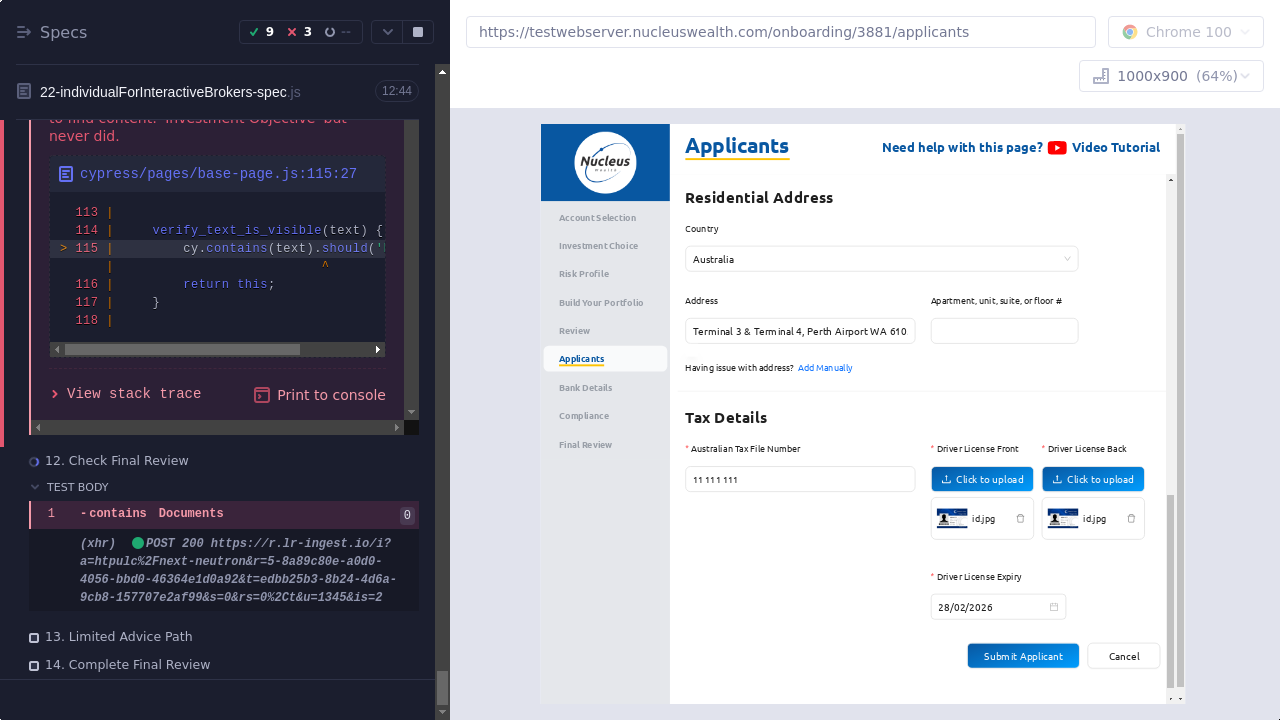 Specs
9
3
--
22-individualForInteractiveBrokers-spec.js
12:44
to find content: 'Investment Objective' but
never did.
cypress/pages/base-page.js:115:27
113 |
114 |     verify_text_is_visible(text) {
> 115 |         cy.contains(text).should('
|                           ^
116 |         return this;
117 |     }
118 |
View stack trace
Print to console
12. Check Final Review
TEST BODY
1 -contains Documents 0
(xhr) POST 200 https://r.lr-ingest.io/i?
a=htpulc%2Fnext-neutron&r=5-8a89c80e-a0d0-
4056-bbd0-46364e1d0a92&t=edbb25b3-8b24-4d6a-
9cb8-157707e2af99&s=0&rs=0%2Ct&u=1345&is=2
13. Limited Advice Path
14. Complete Final Review
https://testwebserver.nucleuswealth.com/onboarding/3881/applicants
Chrome 100
1000x900 (64%)
Nucleus
Wealth
Account Selection
Investment Choice
Risk Profile
Build Your Portfolio
Review
Applicants
Bank Details
Compliance
Final Review
Applicants
Need help with this page? Video Tutorial
Residential Address
Country
Australia
Address
Apartment, unit, suite, or floor #
Terminal 3 & Terminal 4, Perth Airport WA 610
Having issue with address? Add Manually
Tax Details
* Australian Tax File Number
* Driver License Front
* Driver License Back
11 111 111
Click to upload
Click to upload
id.jpg
id.jpg
* Driver License Expiry
28/02/2026
Submit Applicant
Cancel